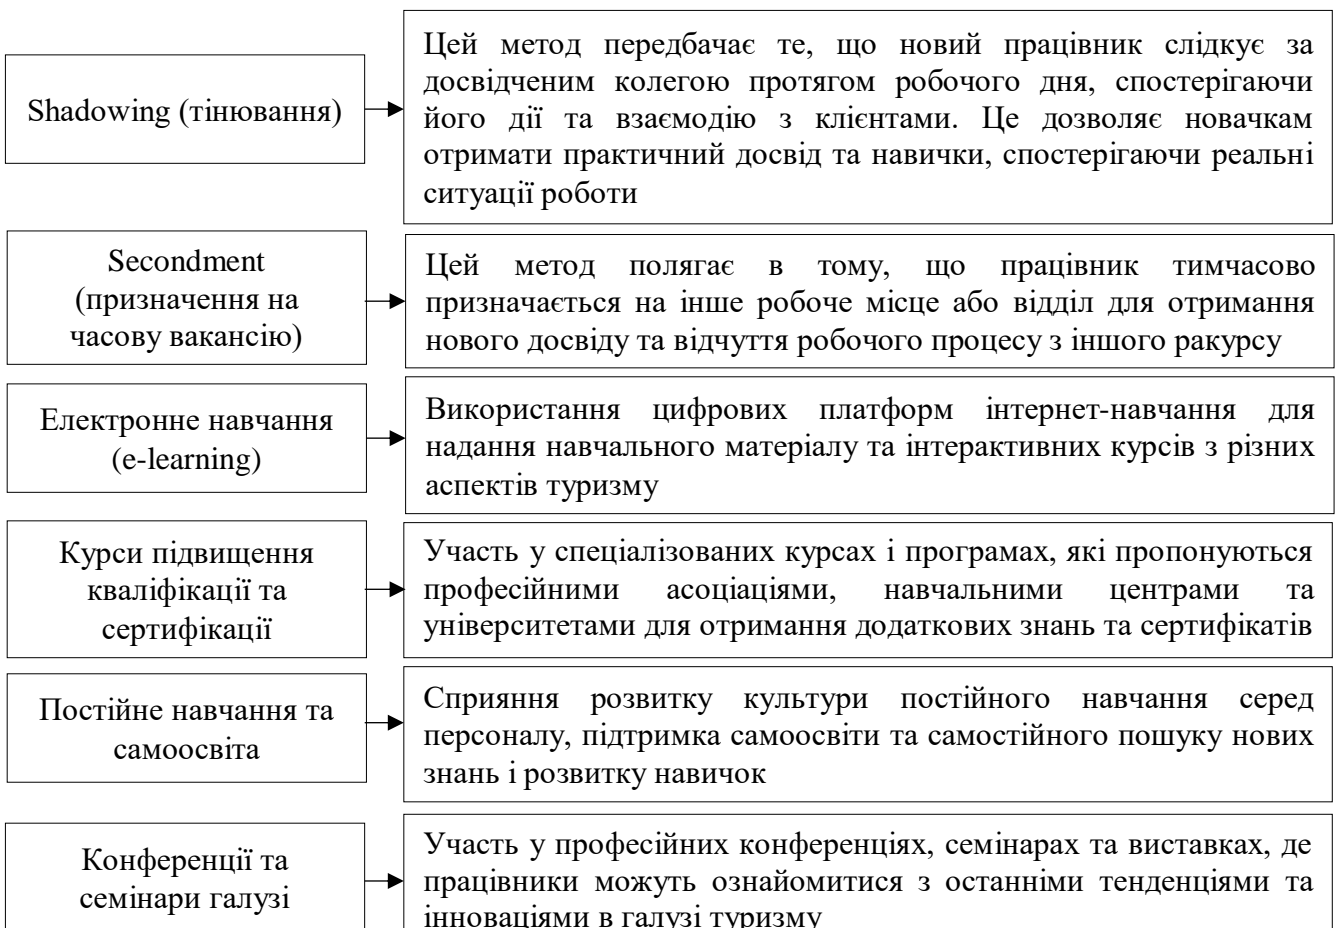 Shadowing (тінювання)
Цей метод передбачає те, що новий працівник слідкує за
досвідченим колегою протягом робочого дня, спостерігаючи
його дії та взаємодію з клієнтами. Це дозволяє новачкам
отримати практичний досвід та навички, спостерігаючи реальні
ситуації роботи
Secondment
(призначення на
часову вакансію)
Цей метод полягає в тому, що працівник тимчасово
призначається на інше робоче місце або відділ для отримання
нового досвіду та відчуття робочого процесу з іншого ракурсу
Електронне навчання
(e-learning)
Використання цифрових платформ інтернет-навчання для
надання навчального матеріалу та інтерактивних курсів з різних
аспектів туризму
Курси підвищення
кваліфікації та
сертифікації
Участь у спеціалізованих курсах і програмах, які пропонуються
професійними асоціаціями, навчальними центрами та
університетами для отримання додаткових знань та сертифікатів
Постійне навчання та
самоосвіта
Сприяння розвитку культури постійного навчання серед
персоналу, підтримка самоосвіти та самостійного пошуку нових
знань і розвитку навичок
Конференції та
семінари галузі
Участь у професійних конференціях, семінарах та виставках, де
працівники можуть ознайомитися з останніми тенденціями та
інноваціями в галузі туризму